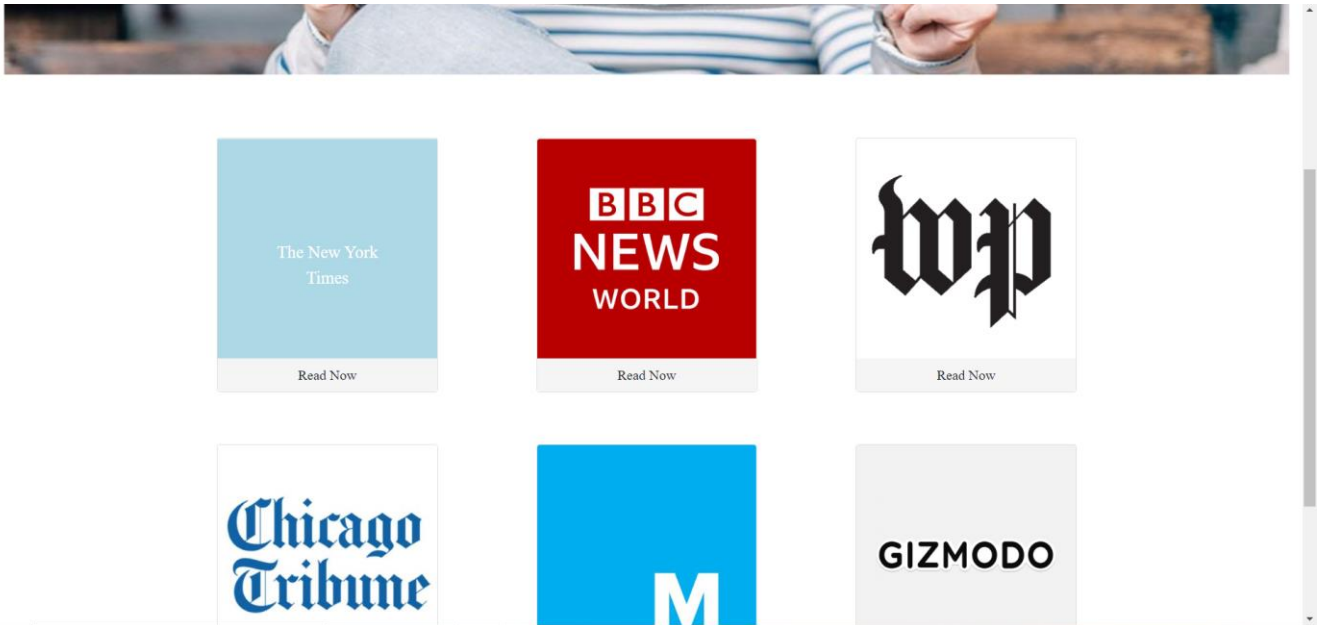 The New York
Times
BBC
NEWS
WORLD
wp
Read Now
Read Now
Read Now
Chicago
Tribune
M
GIZMODO